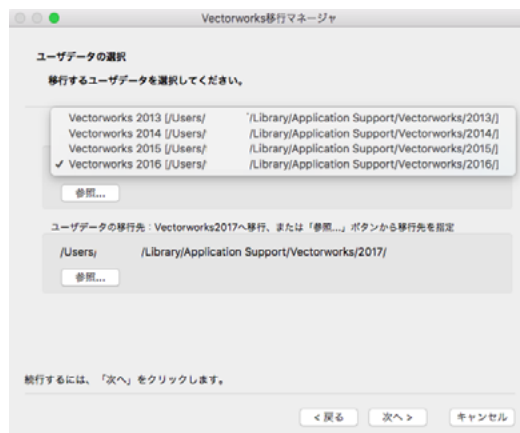 Vectorworks移行マネージャ
ユーザデータの選択
移行するユーザデータを選択してください。
Vectorworks 2013 [/Users/ /Library/Application Support/Vectorworks/2013/]
Vectorworks 2014 [/Users/ /Library/Application Support/Vectorworks/2014/]
Vectorworks 2015 [/Users/ /Library/Application Support/Vectorworks/2015/]
✓ Vectorworks 2016 [/Users/ /Library/Application Support/Vectorworks/2016/]
参照...
ユーザデータの移行先：Vectorworks2017へ移行、または「参照...」ボタンから移行先を指定
/Users/ /Library/Application Support/Vectorworks/2017/
参照...
続行するには、「次へ」をクリックします。
< 戻る 次へ > キャンセル